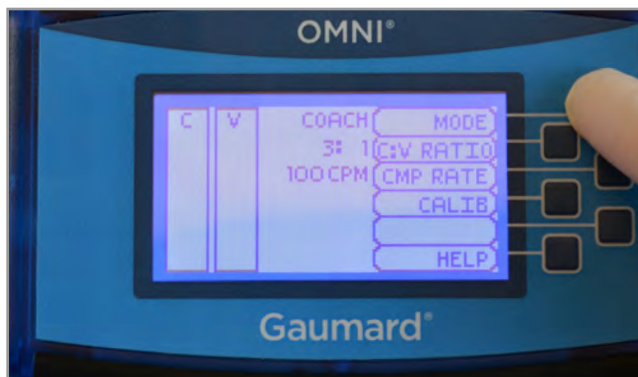 OMNI®
C V COACH MODE
3: 1 C:V RATIO
100 CPM CMP RATE
CALIB
HELP
Gaumard®